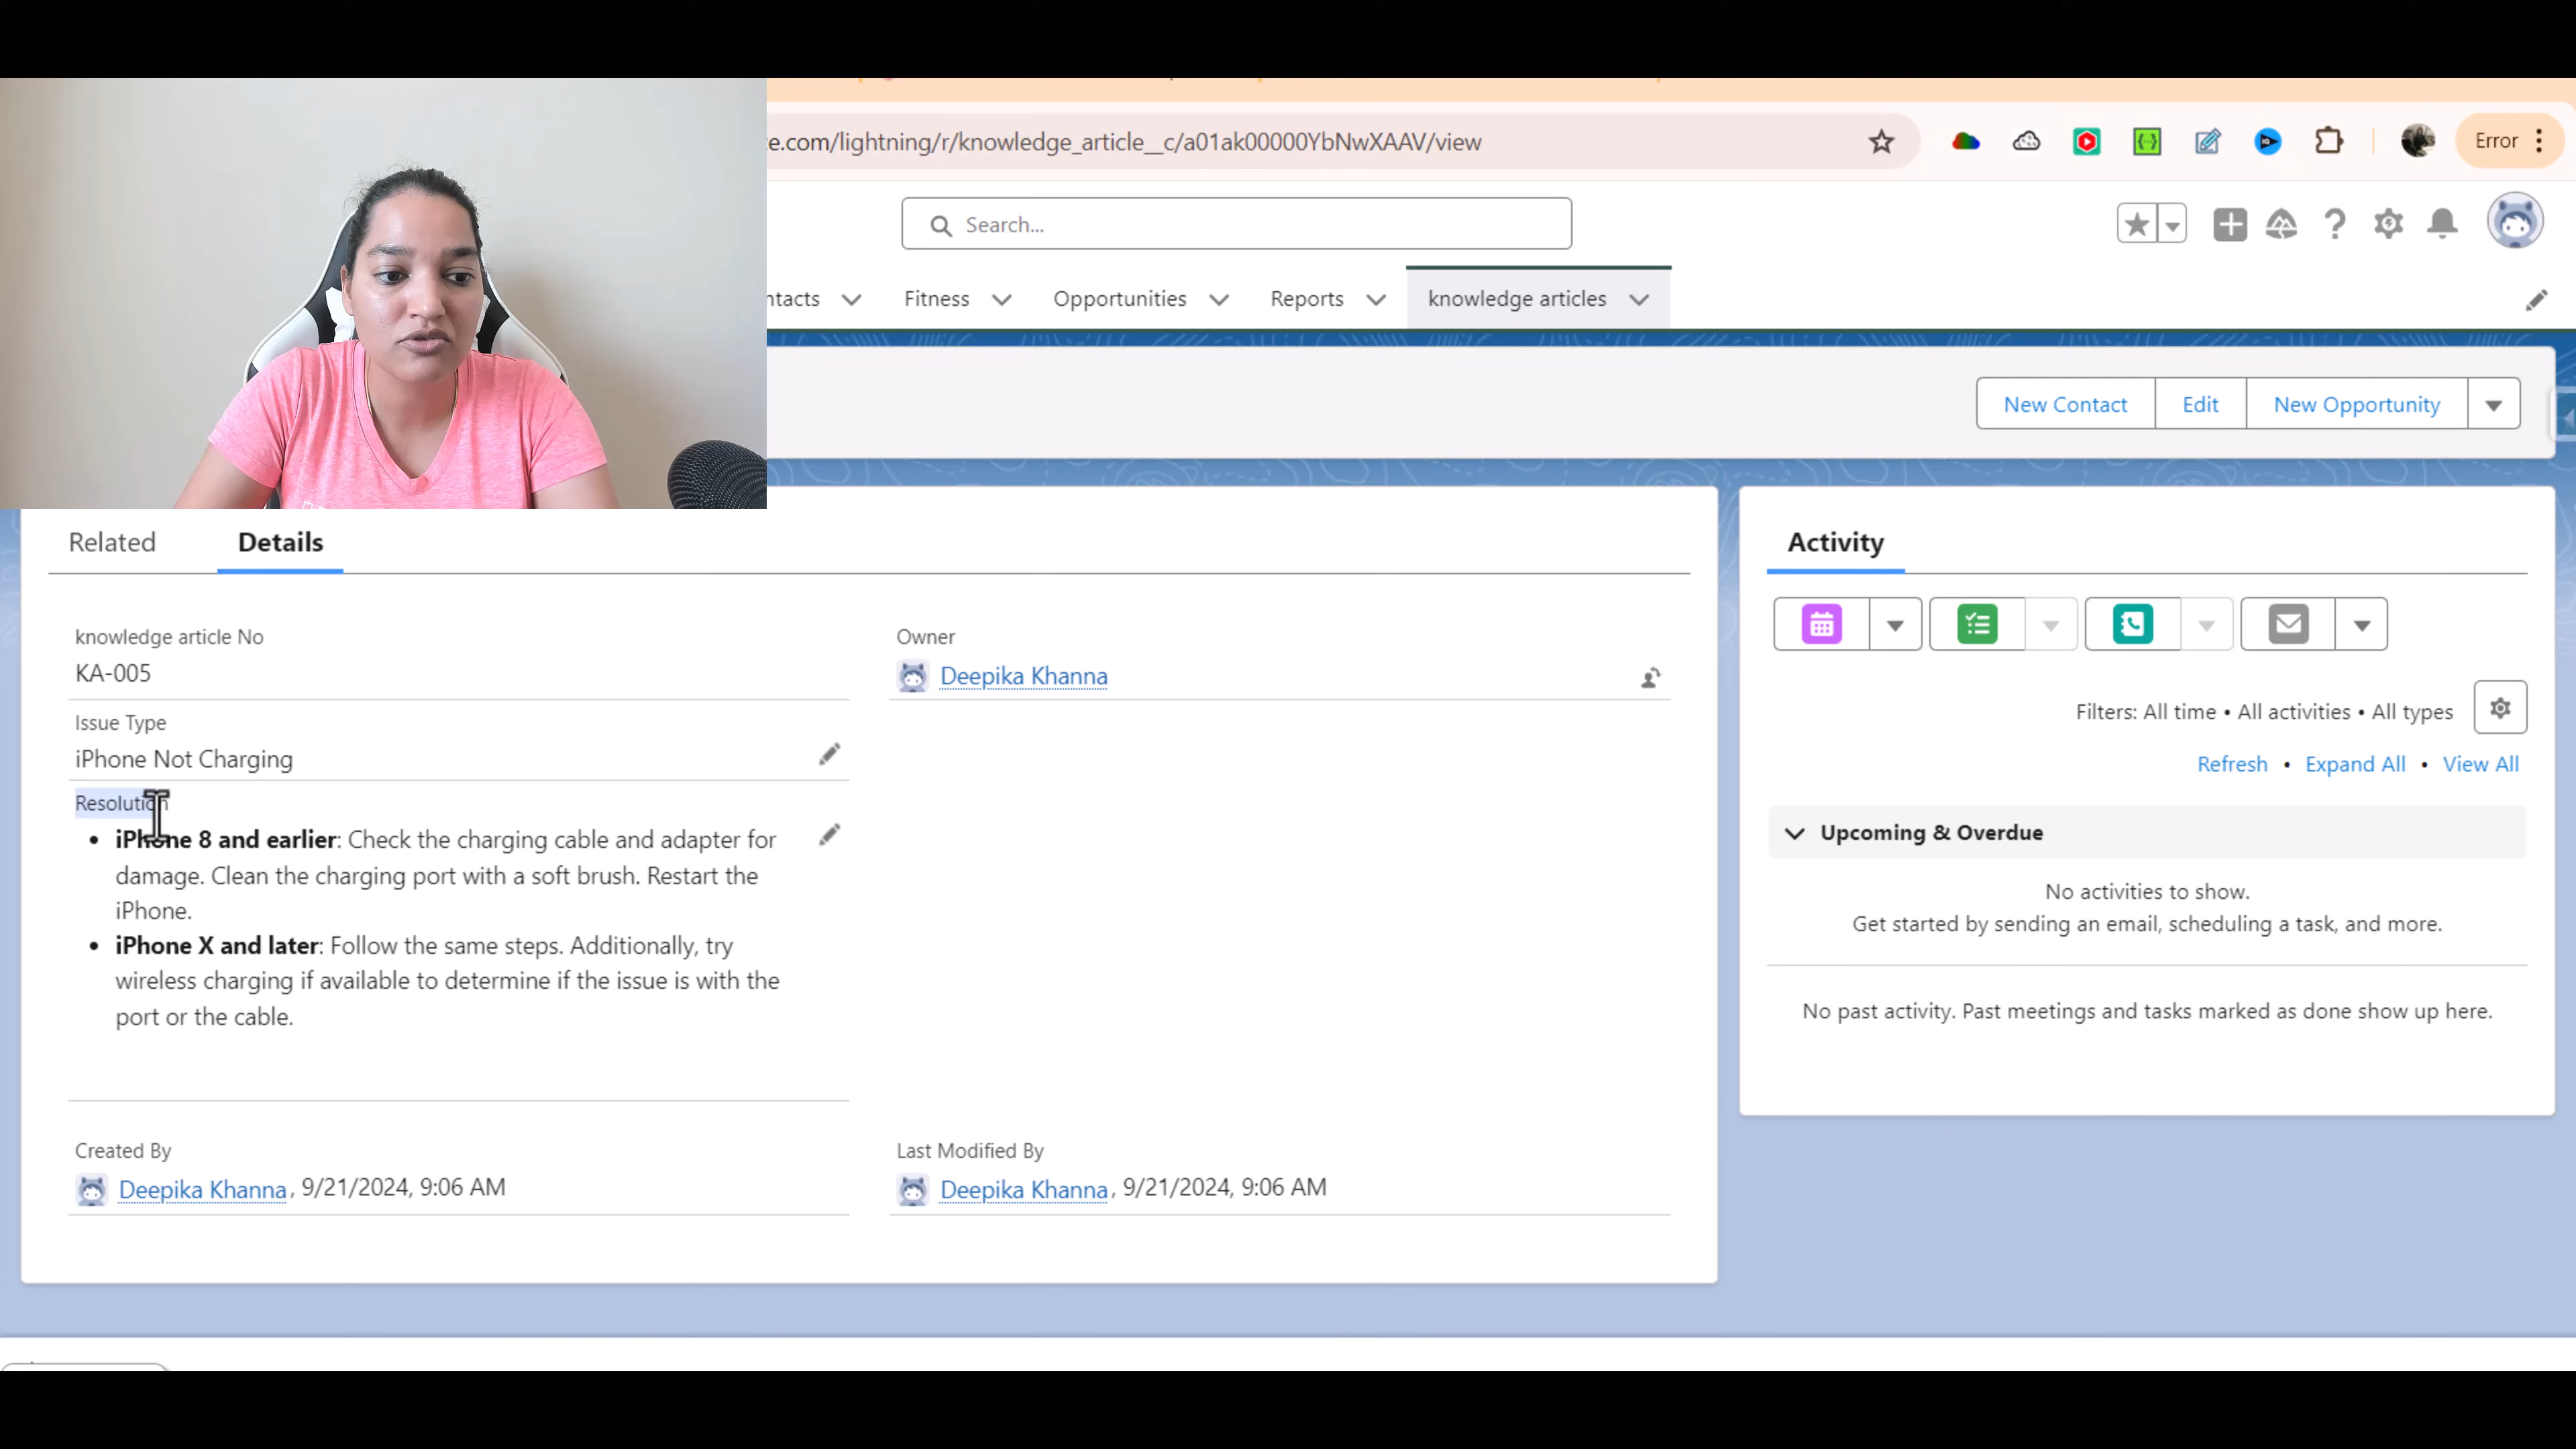 ce.com/lightning/r/knowledge_article__c/a01ak00000YbNwXAAV/view
Error
Search...
ntacts Fitness Opportunities Reports knowledge articles
New Contact Edit New Opportunity
Related Details
Activity
knowledge article No
KA-005
Owner
Deepika Khanna
Issue Type
iPhone Not Charging
Resolution
• iPhone 8 and earlier: Check the charging cable and adapter for
damage. Clean the charging port with a soft brush. Restart the
iPhone.
• iPhone X and later: Follow the same steps. Additionally, try
wireless charging if available to determine if the issue is with the
port or the cable.
Created By
Deepika Khanna, 9/21/2024, 9:06 AM
Last Modified By
Deepika Khanna, 9/21/2024, 9:06 AM
Filters: All time • All activities • All types
Refresh • Expand All • View All
Upcoming & Overdue
No activities to show.
Get started by sending an email, scheduling a task, and more.
No past activity. Past meetings and tasks marked as done show up here.